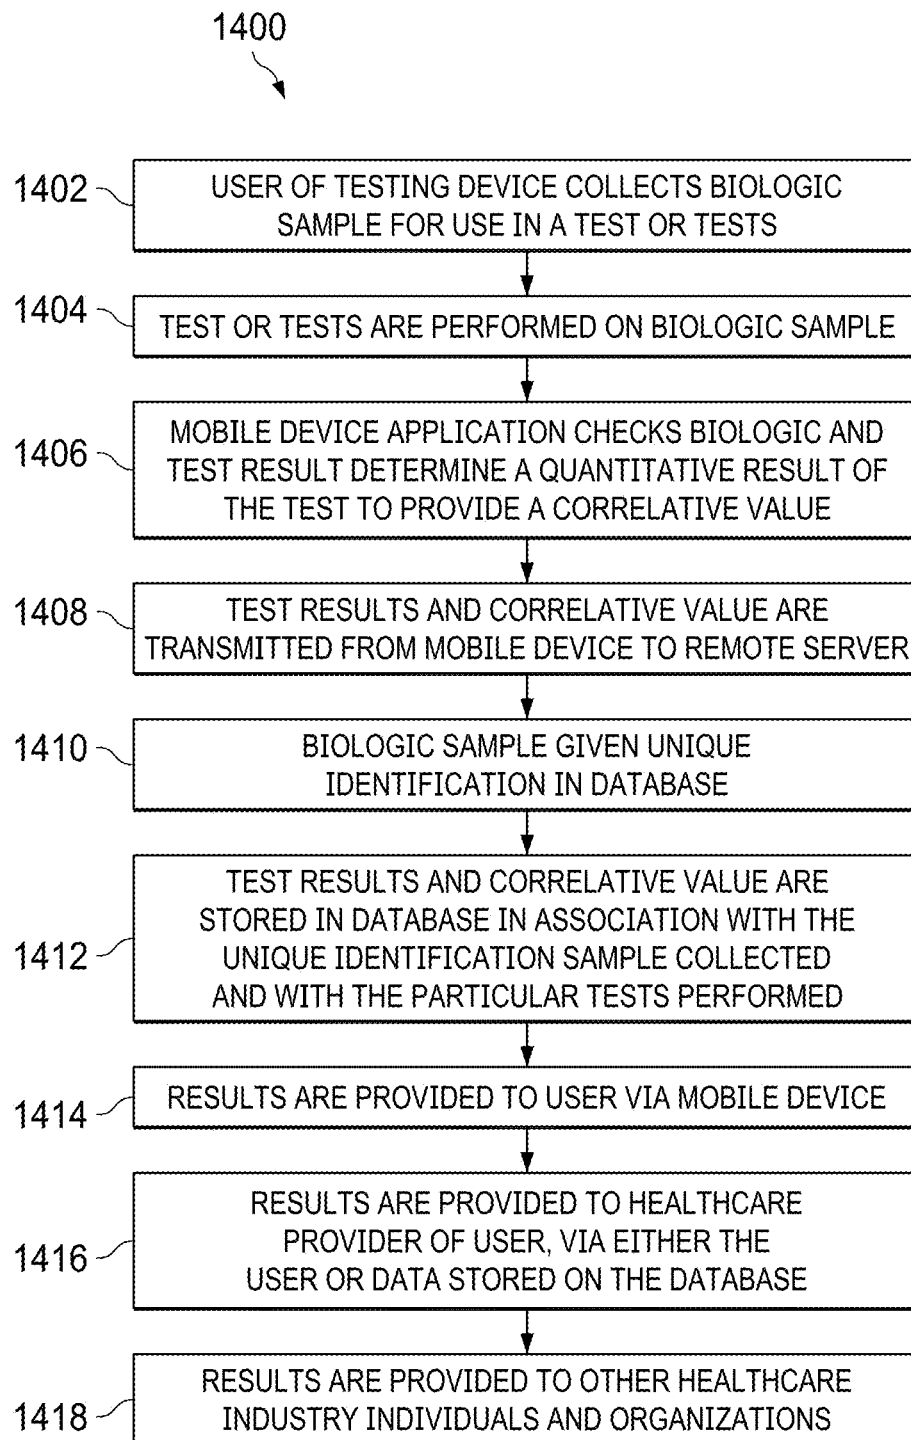 1400
1402
USER OF TESTING DEVICE COLLECTS BIOLOGIC
SAMPLE FOR USE IN A TEST OR TESTS
1404
TEST OR TESTS ARE PERFORMED ON BIOLOGIC SAMPLE
1406
MOBILE DEVICE APPLICATION CHECKS BIOLOGIC AND
TEST RESULT DETERMINE A QUANTITATIVE RESULT OF
THE TEST TO PROVIDE A CORRELATIVE VALUE
1408
TEST RESULTS AND CORRELATIVE VALUE ARE
TRANSMITTED FROM MOBILE DEVICE TO REMOTE SERVER
1410
BIOLOGIC SAMPLE GIVEN UNIQUE
IDENTIFICATION IN DATABASE
1412
TEST RESULTS AND CORRELATIVE VALUE ARE
STORED IN DATABASE IN ASSOCIATION WITH THE
UNIQUE IDENTIFICATION SAMPLE COLLECTED
AND WITH THE PARTICULAR TESTS PERFORMED
1414
RESULTS ARE PROVIDED TO USER VIA MOBILE DEVICE
1416
RESULTS ARE PROVIDED TO HEALTHCARE
PROVIDER OF USER, VIA EITHER THE
USER OR DATA STORED ON THE DATABASE
1418
RESULTS ARE PROVIDED TO OTHER HEALTHCARE
INDUSTRY INDIVIDUALS AND ORGANIZATIONS